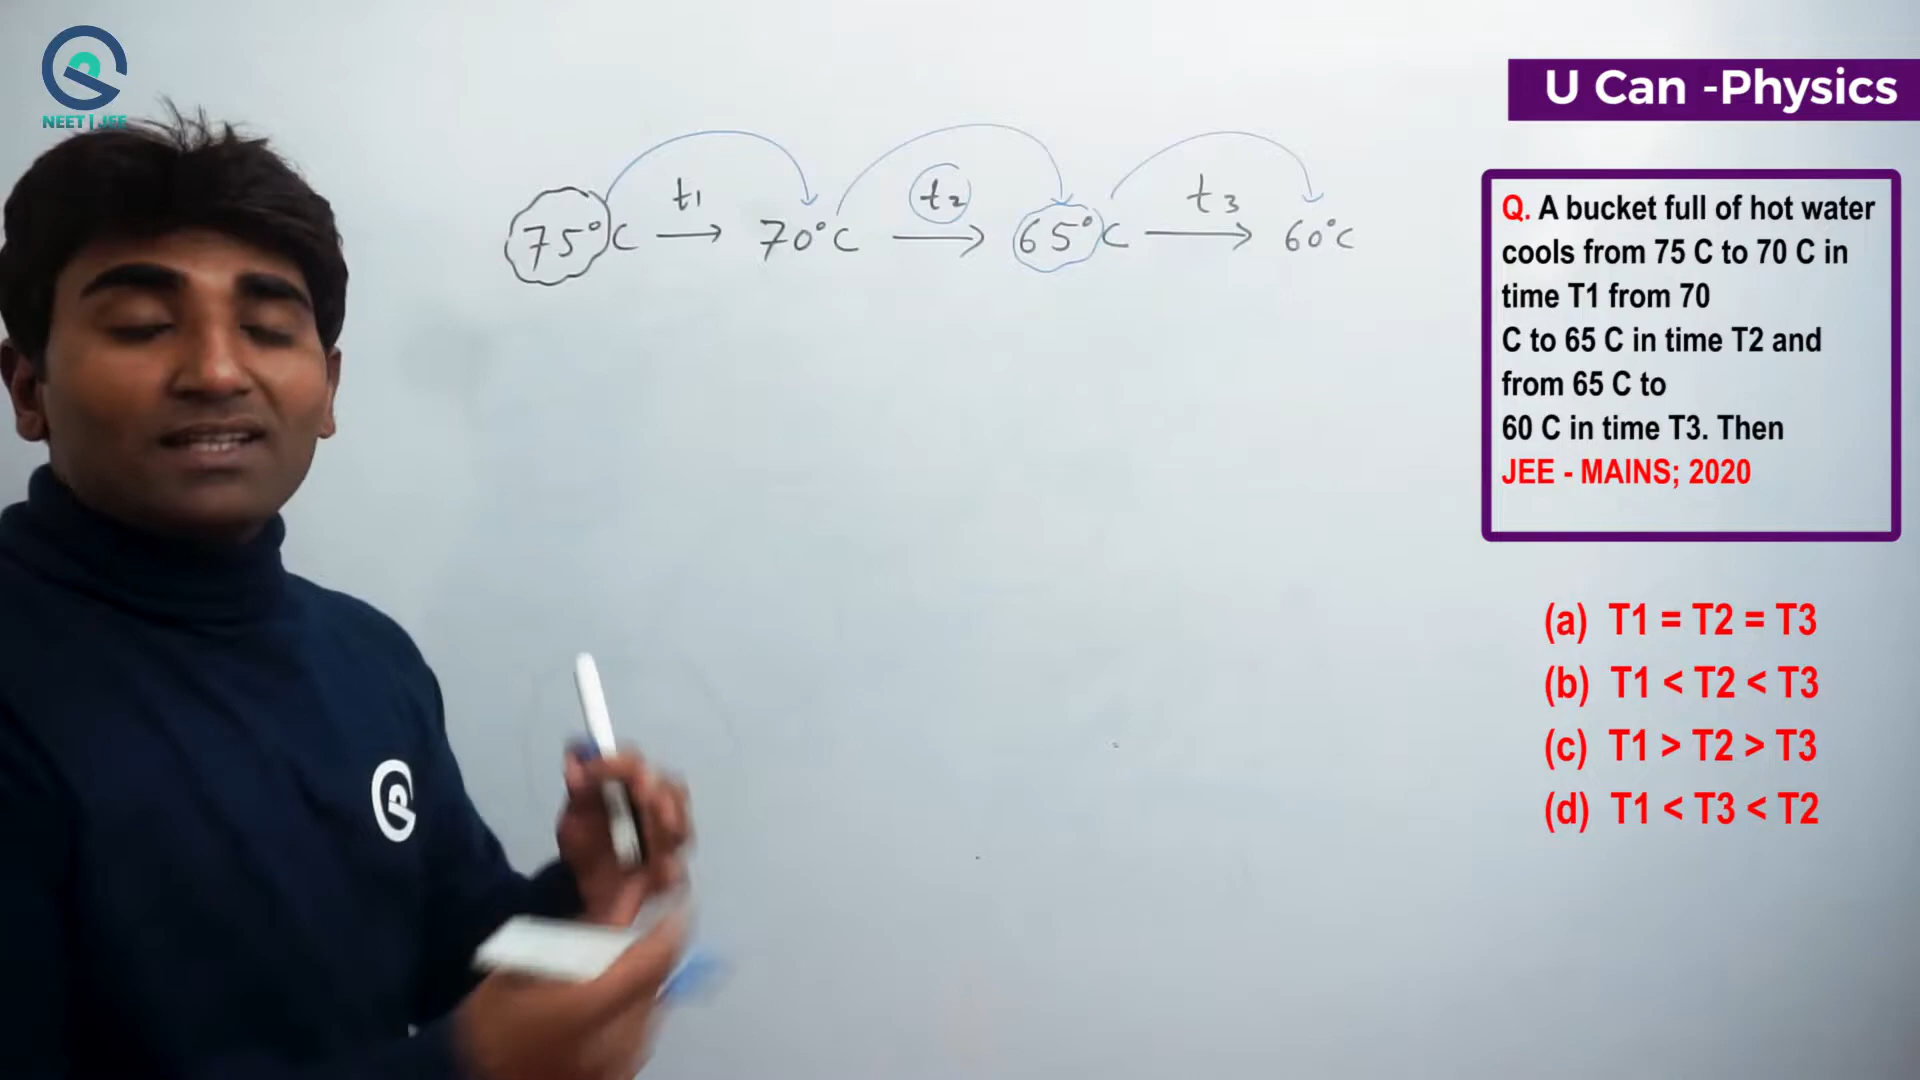 NEET | JEE
U Can -Physics
t1 t2 t3
75°C → 70°C → 65°C → 60°C
Q. A bucket full of hot water
cools from 75 C to 70 C in
time T1 from 70
C to 65 C in time T2 and
from 65 C to
60 C in time T3. Then
JEE - MAINS; 2020
(a) T1 = T2 = T3
(b) T1 < T2 < T3
(c) T1 > T2 > T3
(d) T1 < T3 < T2